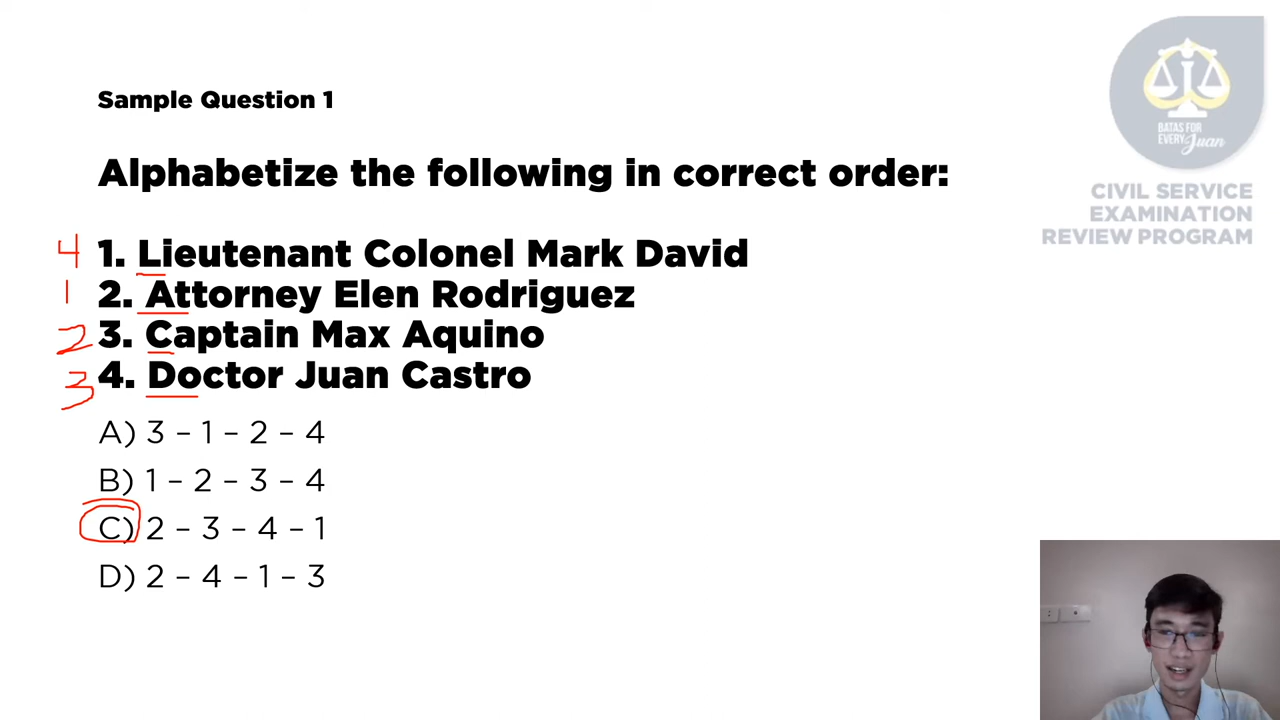 Sample Question 1
BATAS FOR
EVERY Juan
CIVIL SERVICE
EXAMINATION
REVIEW PROGRAM
Alphabetize the following in correct order:
4 1. Lieutenant Colonel Mark David
1 2. Attorney Elen Rodriguez
2 3. Captain Max Aquino
3 4. Doctor Juan Castro
A) 3 – 1 – 2 – 4
B) 1 – 2 – 3 – 4
C) 2 – 3 – 4 – 1
D) 2 – 4 – 1 – 3